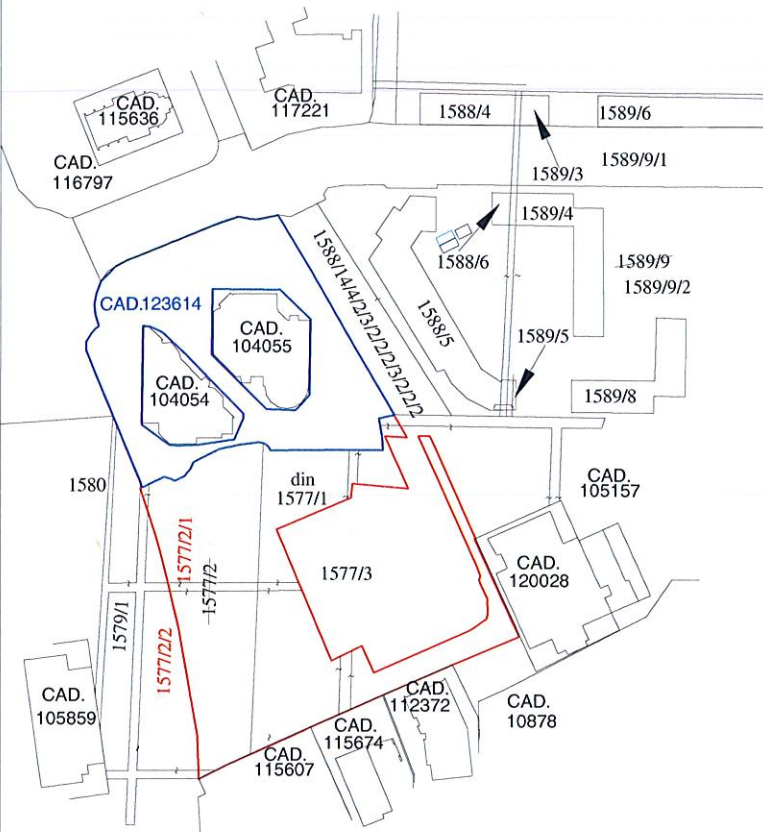 CAD.
115636
CAD.
117221
1588/4
1589/6
CAD.
116797
1589/3
1589/9/1
1589/4
1588/14/4/2/3/2/2/2/3/2/2/2
1588/6
1589/9
1589/9/2
CAD.123614
CAD.
104055
1588/5
1589/5
CAD.
104054
1589/8
1580
din
1577/1
CAD.
105157
1577/2/1
1577/2
1577/3
CAD.
120028
1579/1
1577/2/2
CAD.
105859
CAD.
112372
CAD.
10878
CAD.
115674
CAD.
115607